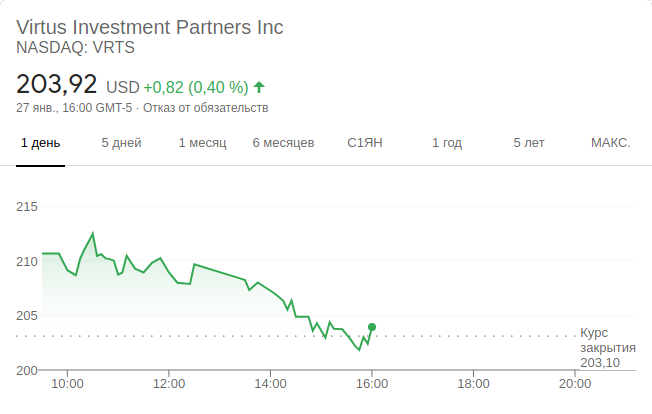 Virtus Investment Partners Inc
NASDAQ: VRTS
203,92 USD +0,82 (0,40 %)
27 янв., 16:00 GMT-5 · Отказ от обязательств
1 день 5 дней 1 месяц 6 месяцев С1ЯН 1 год 5 лет МАКС.
215
210
205
Курс
закрытия
203,10
200
10:00 12:00 14:00 16:00 18:00 20:00